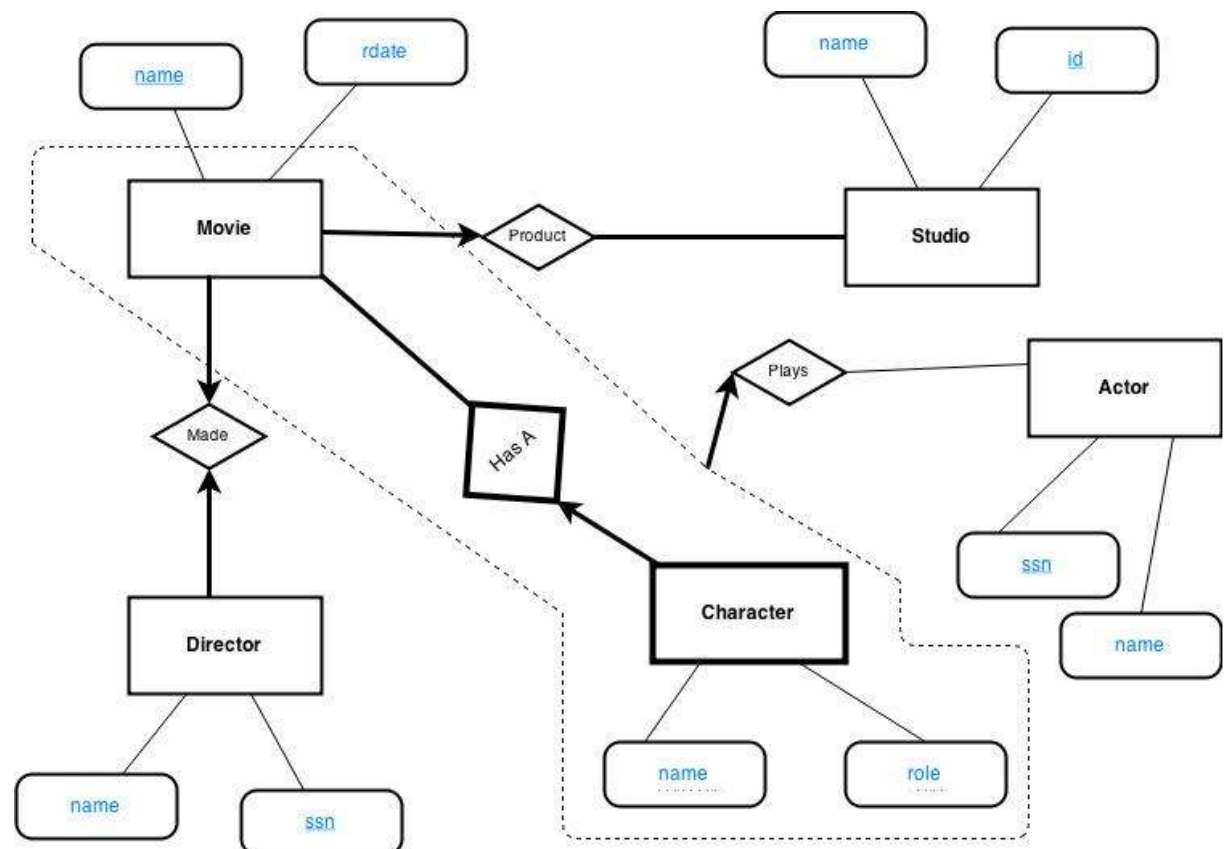 name
rdate
name
id
Movie
Product
Studio
Plays
Actor
Made
Has A
ssn
Character
name
Director
name
role
name
ssn